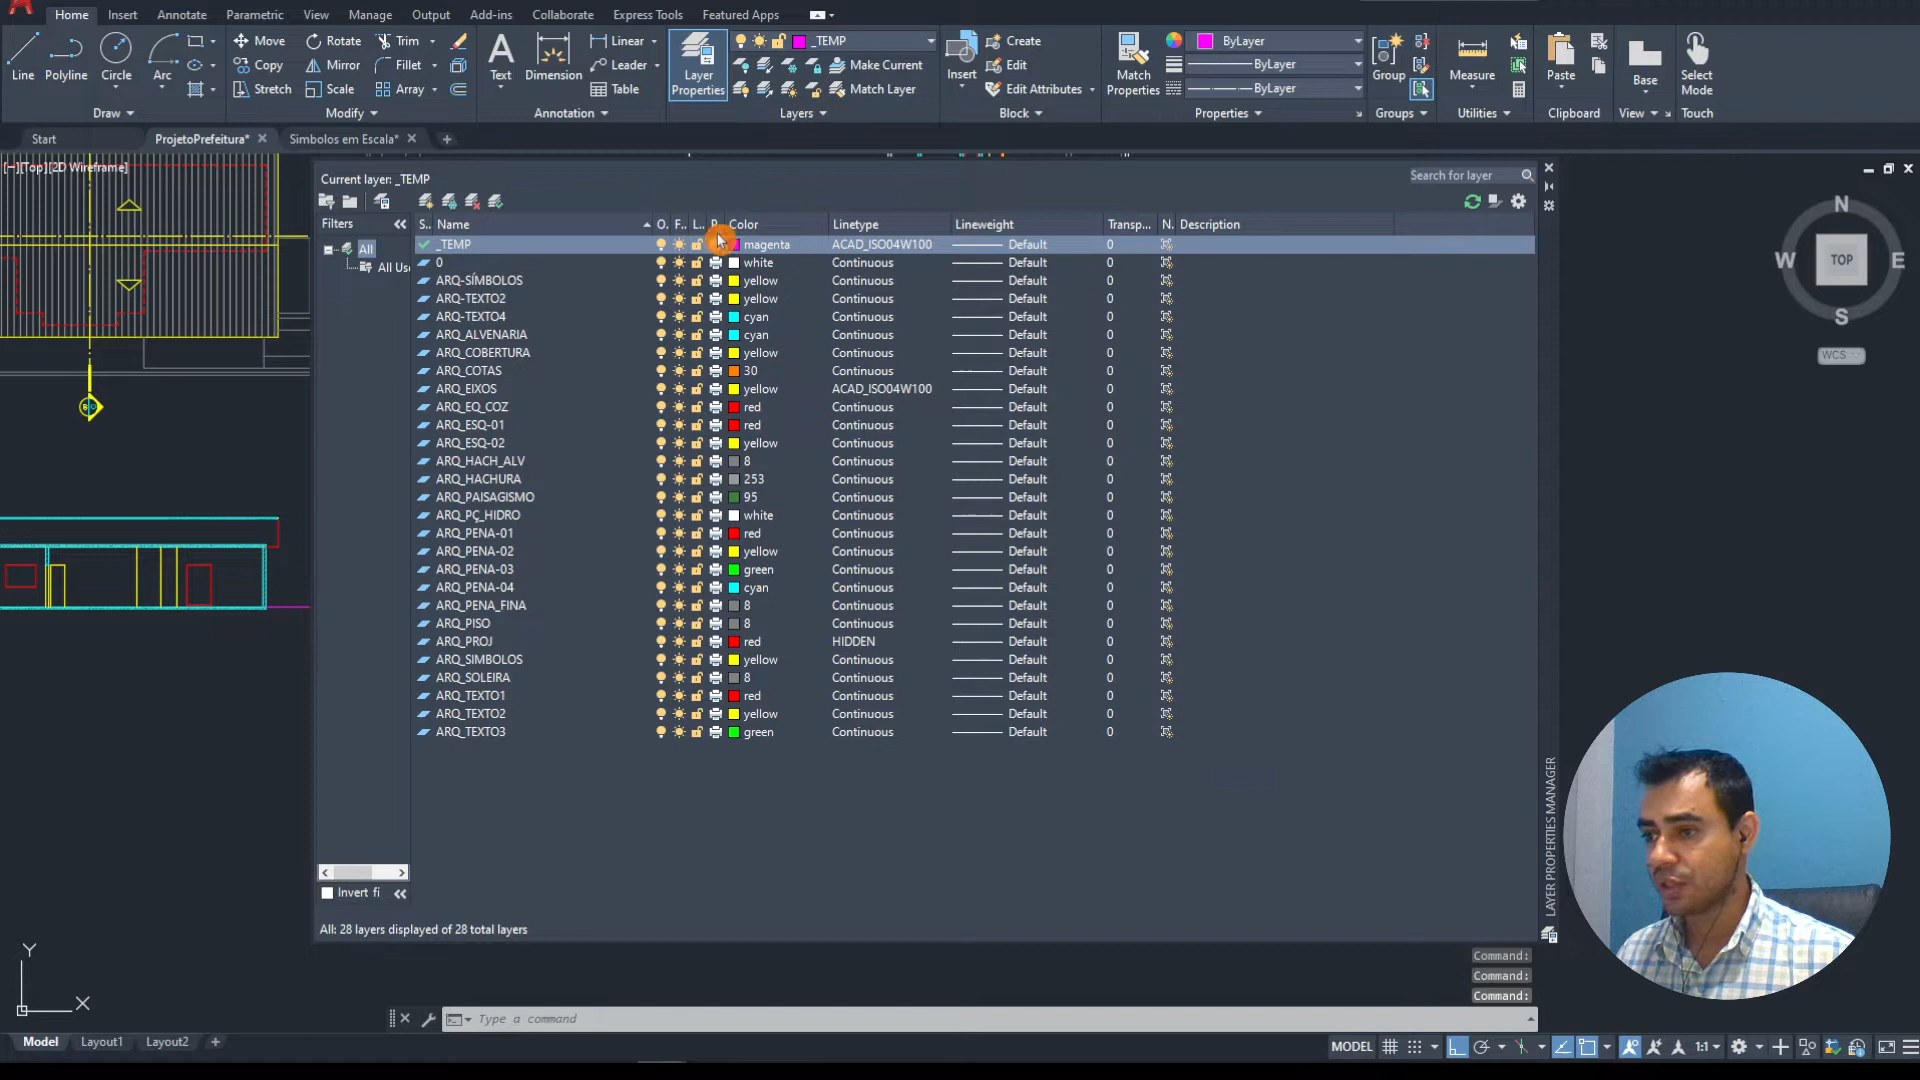 Home Insert Annotate Parametric View Manage Output Add-ins Collaborate Express Tools Featured Apps
Line Polyline Circle Arc
Move Rotate Trim
Copy Mirror Fillet
Stretch Scale Array
Text Dimension
Linear
Leader
Table
Layer Properties
_TEMP
Make Current
Match Layer
Insert
Create
Edit
Edit Attributes
Match Properties
ByLayer
ByLayer
ByLayer
Group Measure Paste Base Select Mode
Draw Modify Annotation Layers Block Properties Groups Utilities Clipboard View Touch
Start ProjetoPrefeitura* Simbolos em Escala*
[−][Top][2D Wireframe]
Current layer: _TEMP
Search for layer
Filters
All
All Use
S.. Name O. F.. L.. P. Color Linetype Lineweight Transp... N. Description
_TEMP magenta ACAD_ISO04W100 Default 0
0 white Continuous Default 0
ARQ-SÍMBOLOS yellow Continuous Default 0
ARQ-TEXTO2 yellow Continuous Default 0
ARQ-TEXTO4 cyan Continuous Default 0
ARQ_ALVENARIA cyan Continuous Default 0
ARQ_COBERTURA yellow Continuous Default 0
ARQ_COTAS 30 Continuous Default 0
ARQ_EIXOS yellow ACAD_ISO04W100 Default 0
ARQ_EQ_COZ red Continuous Default 0
ARQ_ESQ-01 red Continuous Default 0
ARQ_ESQ-02 yellow Continuous Default 0
ARQ_HACH_ALV 8 Continuous Default 0
ARQ_HACHURA 253 Continuous Default 0
ARQ_PAISAGISMO 95 Continuous Default 0
ARQ_PÇ_HIDRO white Continuous Default 0
ARQ_PENA-01 red Continuous Default 0
ARQ_PENA-02 yellow Continuous Default 0
ARQ_PENA-03 green Continuous Default 0
ARQ_PENA-04 cyan Continuous Default 0
ARQ_PENA_FINA 8 Continuous Default 0
ARQ_PISO 8 Continuous Default 0
ARQ_PROJ red HIDDEN Default 0
ARQ_SIMBOLOS yellow Continuous Default 0
ARQ_SOLEIRA 8 Continuous Default 0
ARQ_TEXTO1 red Continuous Default 0
ARQ_TEXTO2 yellow Continuous Default 0
ARQ_TEXTO3 green Continuous Default 0
Invert fi
All: 28 layers displayed of 28 total layers
LAYER PROPERTIES MANAGER
N
W TOP E
S
WCS
Command:
Command:
Command:
Type a command
Y
X
Model Layout1 Layout2
MODEL 1:1